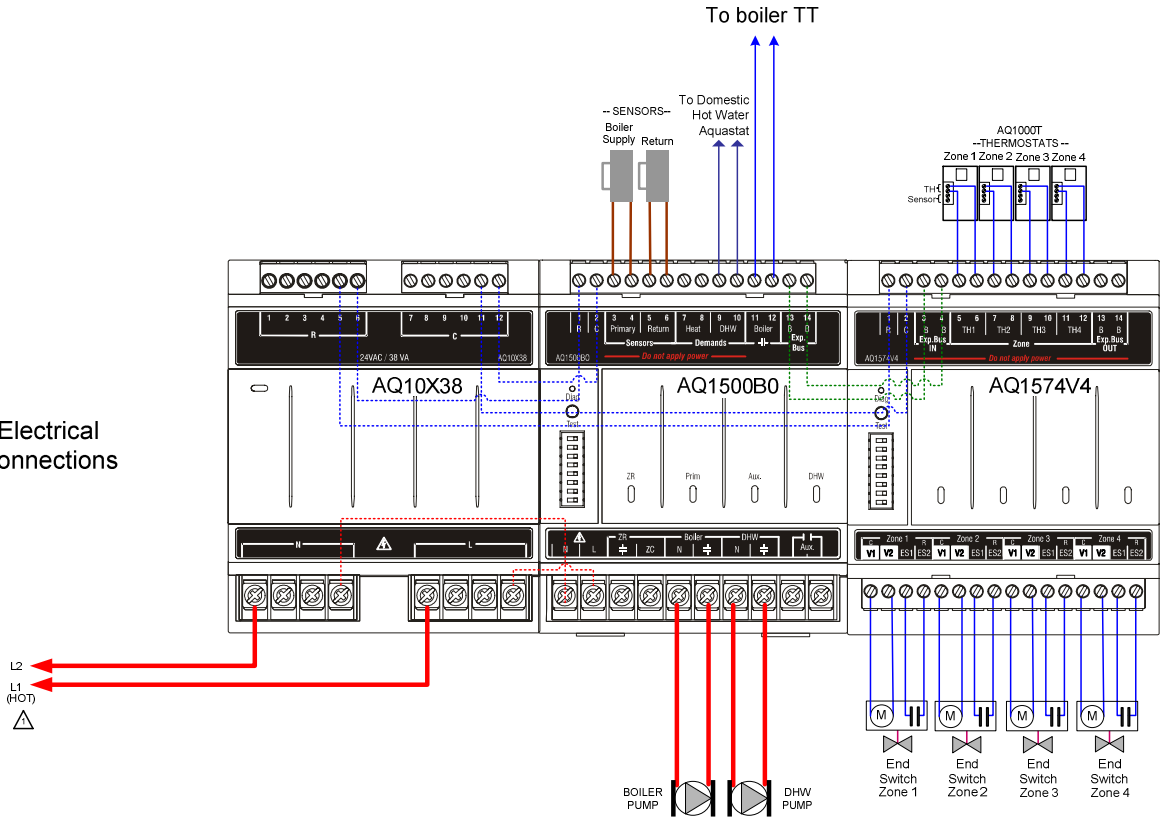 To boiler TT
To Domestic
Hot Water
Aquastat
-- SENSORS--
Boiler
Supply
Return
AQ1000T
--THERMOSTATS --
Zone 1 Zone 2 Zone 3 Zone 4
TH
Sensor
1 2 3 4 5 6 7 8 9 10 11 12
R C
24VAC / 38 VA
AQ10X38
1 2 3 4 5 6 7 8 9 10 11 12 13 14
R C Primary Return Heat DHW Boiler B B
Sensors Demands Exp.
Bus
AQ1500B0
Do not apply power
1 2 3 4 5 6 7 8 9 10 11 12 13 14
R C B B TH1 TH2 TH3 TH4 B B
Exp.Bus
IN
Zone
Exp.Bus
OUT
AQ1574V4
Do not apply power
AQ10X38
AQ1500B0
AQ1574V4
Diag
Test
Diag
Test
Electrical
onnections
ZR Prim Aux. DHW
N L
ZR Boiler DHW
N L ZC N N Aux.
Zone 1 Zone 2 Zone 3 Zone 4
C R C R C R C R
V1 V2 ES1 ES2 V1 V2 ES1 ES2 V1 V2 ES1 ES2 V1 V2 ES1 ES2
L2
L1
(HOT)
1
M M M M
End
Switch
Zone 1
End
Switch
Zone 2
End
Switch
Zone 3
End
Switch
Zone 4
BOILER
PUMP
DHW
PUMP